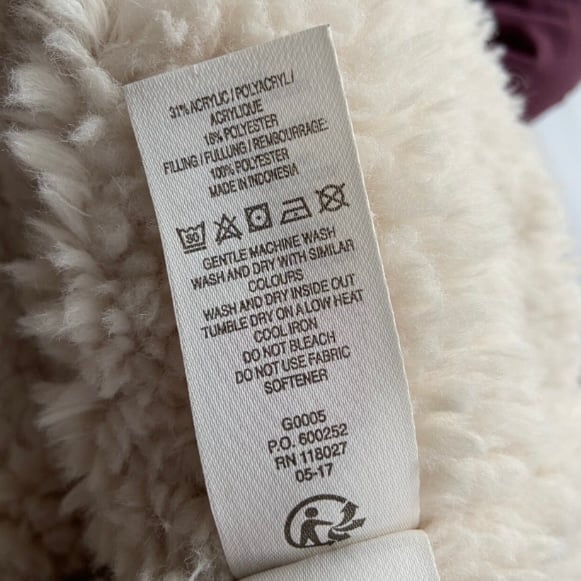 31% ACRYLIC / POLYACRYL /
ACRYLIQUE
16% POLYESTER
FILLING / FÜLLUNG / REMBOURRAGE:
100% POLYESTER
MADE IN INDONESIA
30
GENTLE MACHINE WASH
WASH AND DRY WITH SIMILAR
COLOURS
WASH AND DRY INSIDE OUT
TUMBLE DRY ON A LOW HEAT
COOL IRON
DO NOT BLEACH
DO NOT USE FABRIC
SOFTENER
G0005
P.O. 600252
RN 118027
05-17